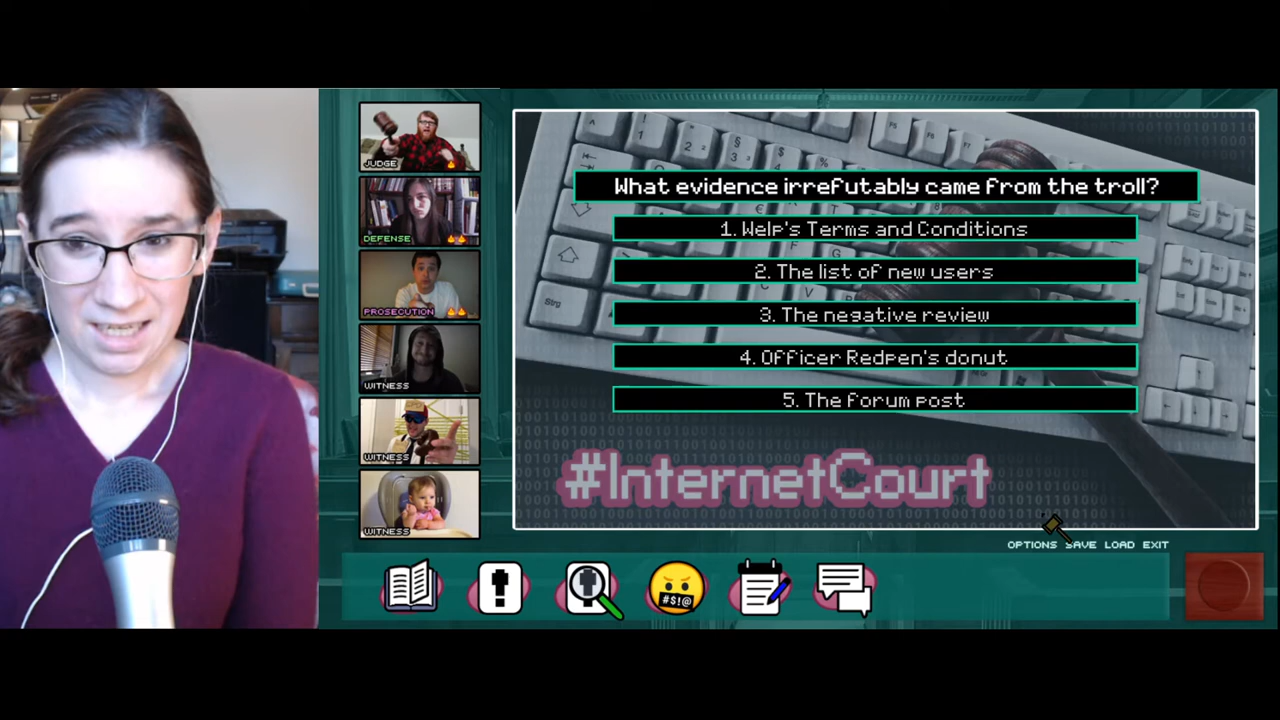 JUDGE
DEFENSE
PROSECUTION
WITNESS
WITNESS
WITNESS
What evidence irrefutably came from the troll?
1. Welp's Terms and Conditions
2. The list of new users
3. The negative review
4. Officer Redpen's donut
5. The forum post
#InternetCourt
OPTIONS SAVE LOAD EXIT
#$!@